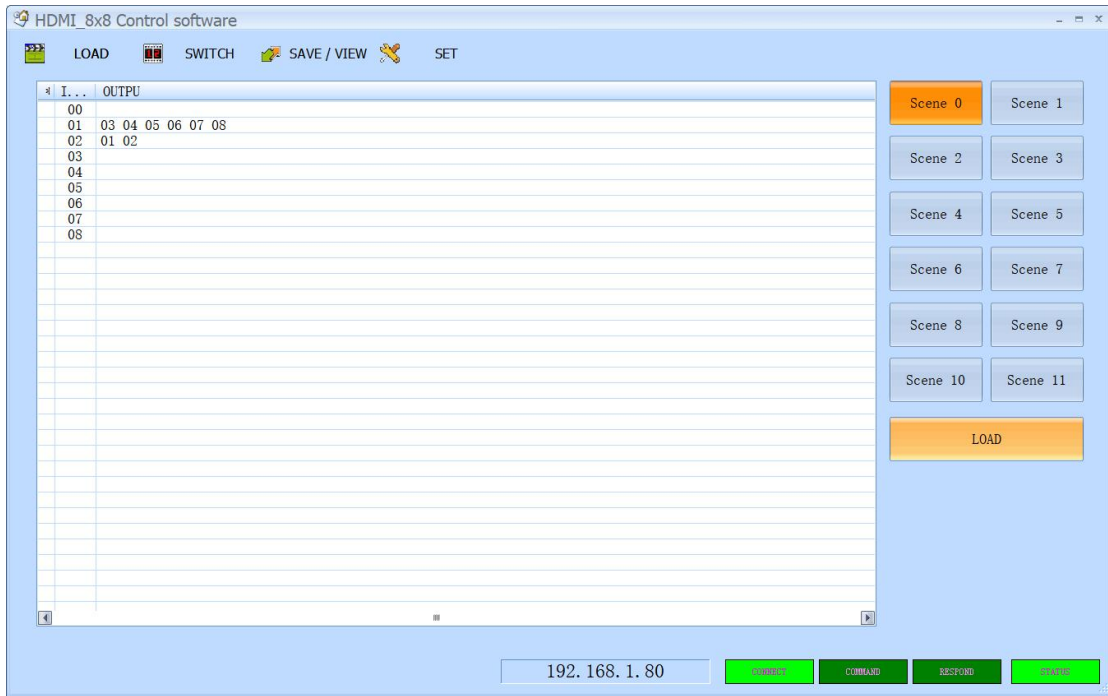 HDMI_8x8 Control software
LOAD SWITCH SAVE / VIEW SET
I... OUTPU
00
01 03 04 05 06 07 08
02 01 02
03
04
05
06
07
08
Scene 0 Scene 1
Scene 2 Scene 3
Scene 4 Scene 5
Scene 6 Scene 7
Scene 8 Scene 9
Scene 10 Scene 11
LOAD
192.168.1.80 CONNECT COMMAND RESPOND STATUS